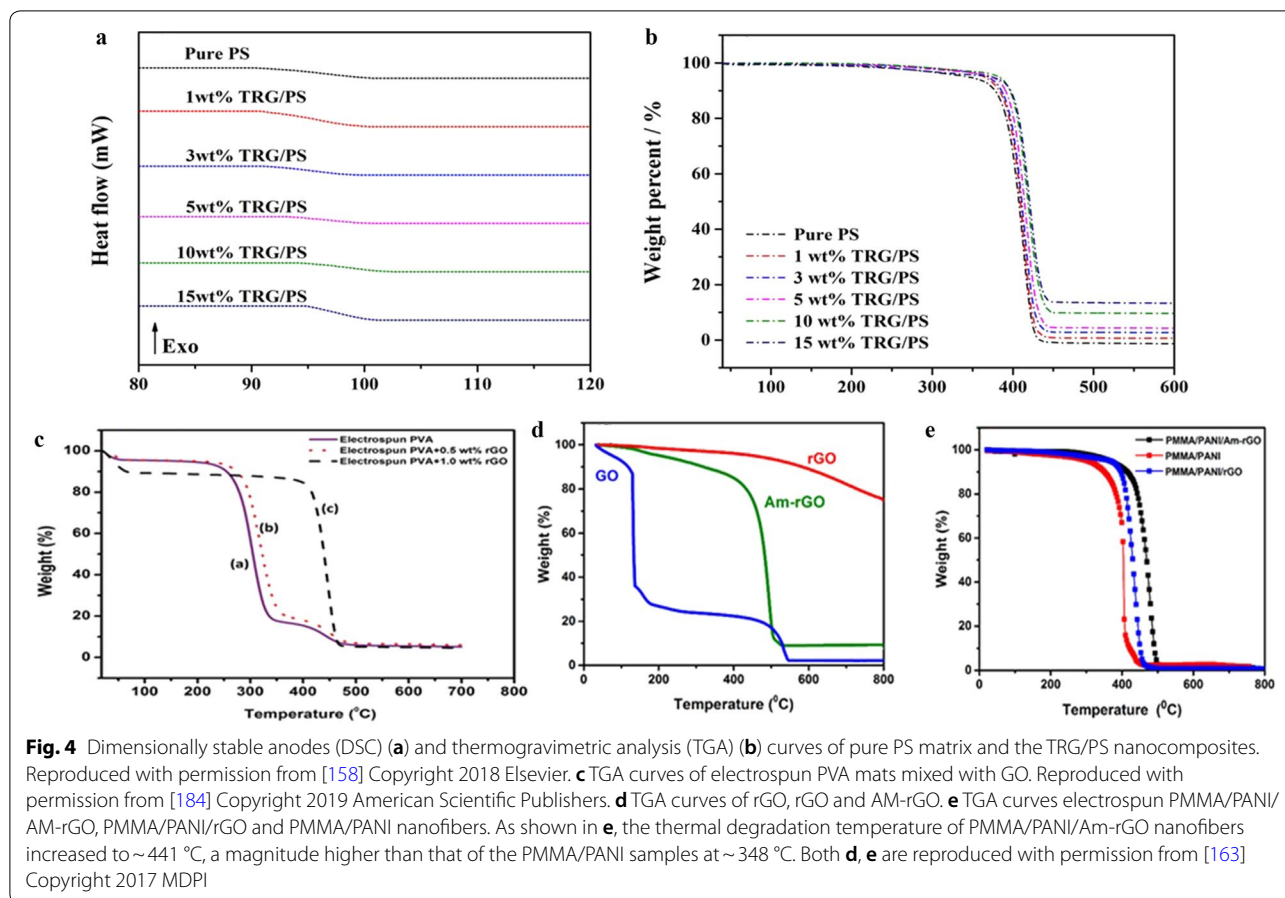 a
Pure PS
1wt% TRG/PS
3wt% TRG/PS
5wt% TRG/PS
10wt% TRG/PS
15wt% TRG/PS
Exo
Heat flow (mW)
80 90 100 110 120
b
100
80
60
40
20
0
Weight percent / %
Pure PS
1 wt% TRG/PS
3 wt% TRG/PS
5 wt% TRG/PS
10 wt% TRG/PS
15 wt% TRG/PS
100 200 300 400 500 600
c
Electrospun PVA
Electrospun PVA+0.5 wt% rGO
Electrospun PVA+1.0 wt% rGO
100
80
60
40
20
0
Weight (%)
(a)
(b)
(c)
100 200 300 400 500 600 700 800
Temperature (°C)
d
100
80
60
40
20
0
Weight (%)
GO
rGO
Am-rGO
0 200 400 600 800
Temperature (⁰C)
e
PMMA/PANI/Am-rGO
PMMA/PANI
PMMA/PANI/rGO
100
80
60
40
20
0
Weight (%)
0 200 400 600 800
Temperature (⁰C)
Fig. 4 Dimensionally stable anodes (DSC) (a) and thermogravimetric analysis (TGA) (b) curves of pure PS matrix and the TRG/PS nanocomposites.
Reproduced with permission from [158] Copyright 2018 Elsevier. c TGA curves of electrospun PVA mats mixed with GO. Reproduced with
permission from [184] Copyright 2019 American Scientific Publishers. d TGA curves of rGO, rGO and AM-rGO. e TGA curves electrospun PMMA/PANI/
AM-rGO, PMMA/PANI/rGO and PMMA/PANI nanofibers. As shown in e, the thermal degradation temperature of PMMA/PANI/Am-rGO nanofibers
increased to ~ 441 °C, a magnitude higher than that of the PMMA/PANI samples at ~ 348 °C. Both d, e are reproduced with permission from [163]
Copyright 2017 MDPI